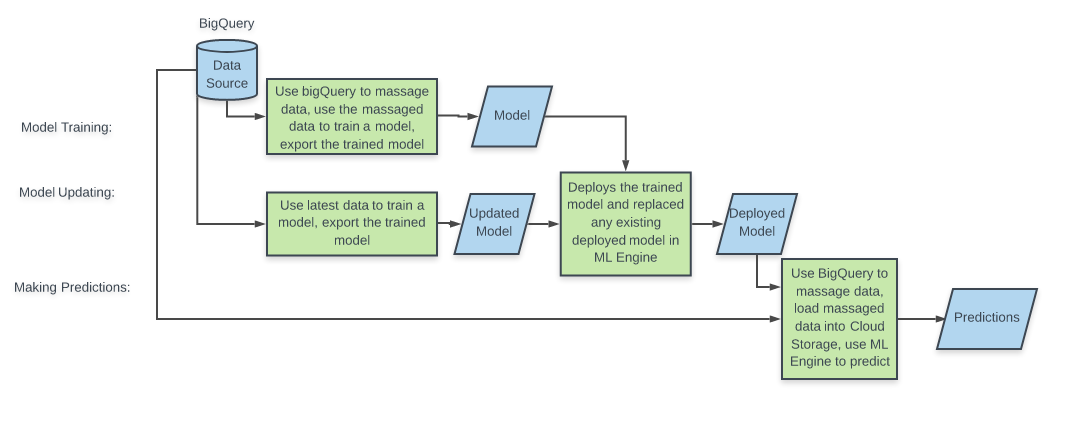 BigQuery
Data
Source
Model Training:
Use bigQuery to massage
data, use the massaged
data to train a model,
export the trained model
Model
Model Updating:
Use latest data to train a
model, export the trained
model
Updated
Model
Deploys the trained
model and replaced
any existing
deployed model in
ML Engine
Deployed
Model
Making Predictions:
Use BigQuery to
massage data,
load massaged
data into Cloud
Storage, use ML
Engine to predict
Predictions